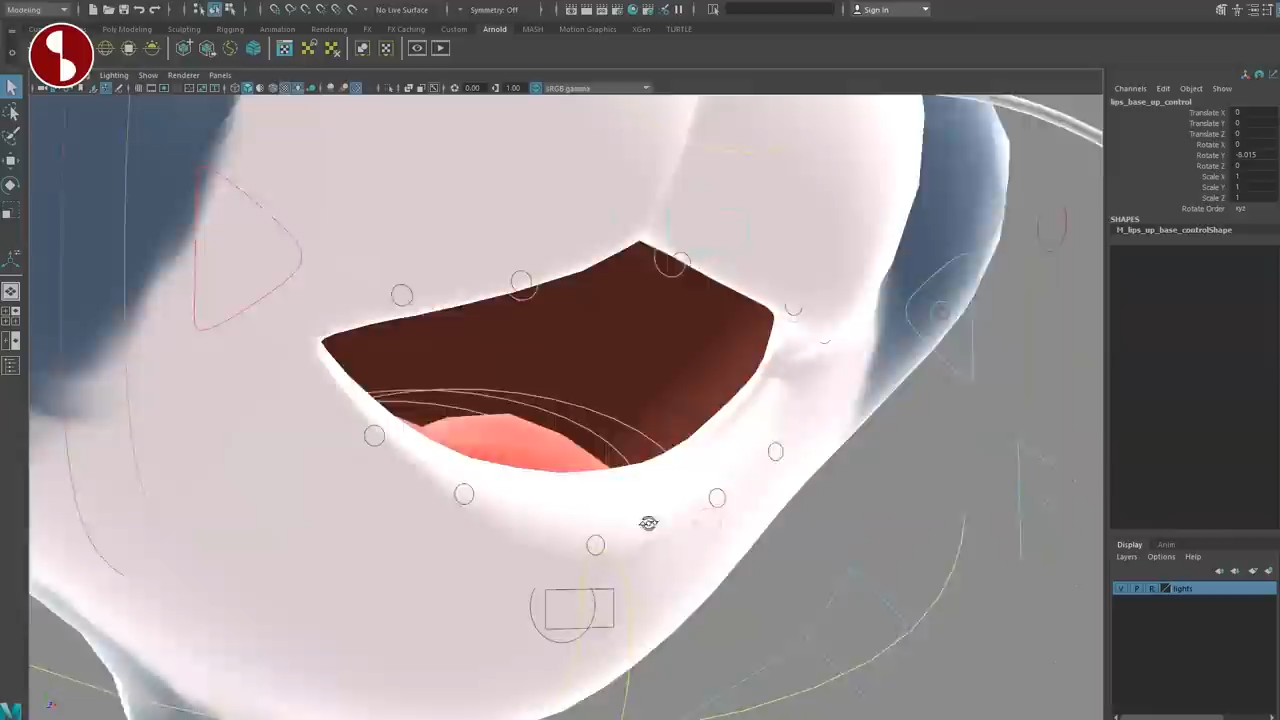 Modeling
No Live Surface
Symmetry: Off
Sign In
Poly Modeling
Sculpting
Rigging
Animation
Rendering
FX
FX Caching
Custom
Arnold
MASH
Motion Graphics
XGen
TURTLE
Lighting
Show
Renderer
Panels
0.00
1.00
sRGB gamma
Channels
Edit
Object
Show
lips_base_up_control
Translate X 0
Translate Y 0
Translate Z 0
Rotate X 0
Rotate Y -8.015
Rotate Z 0
Scale X 1
Scale Y 1
Scale Z 1
Rotate Order xyz
SHAPES
M_lips_up_base_controlShape
Display
Anim
Layers
Options
Help
V
P
R
lights